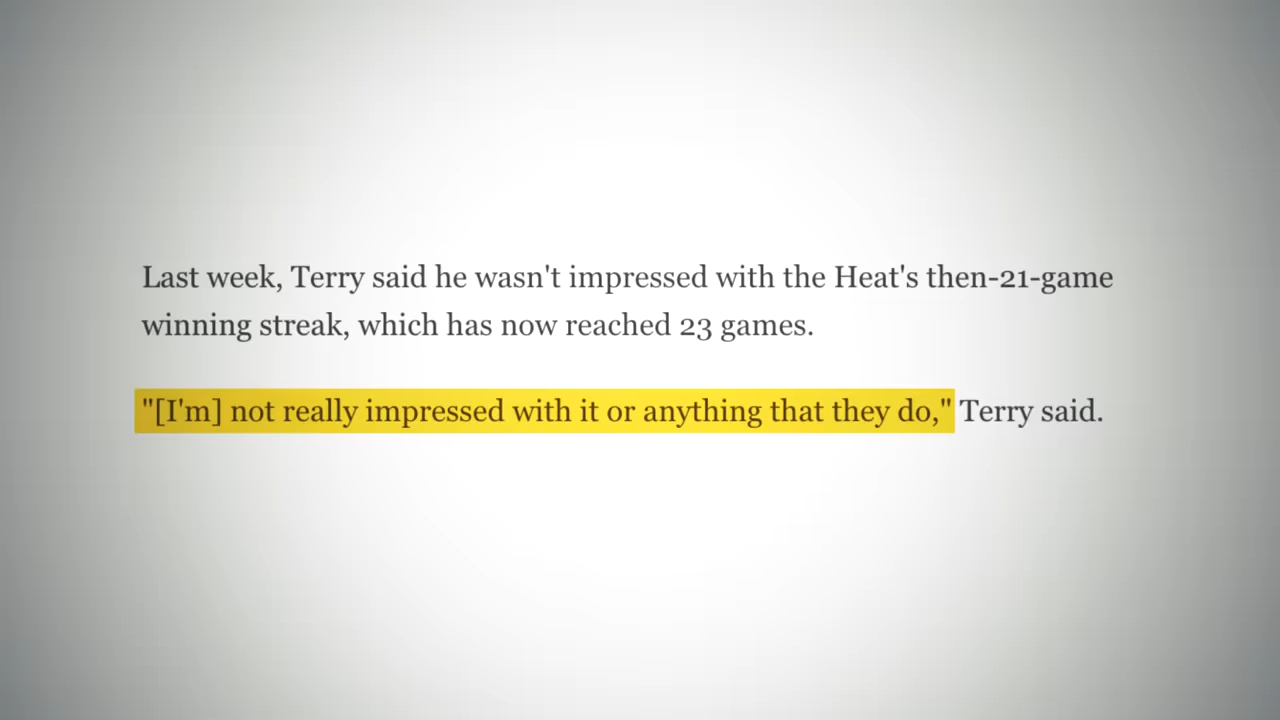 Last week, Terry said he wasn't impressed with the Heat's then-21-game
winning streak, which has now reached 23 games.
"[I'm] not really impressed with it or anything that they do," Terry said.